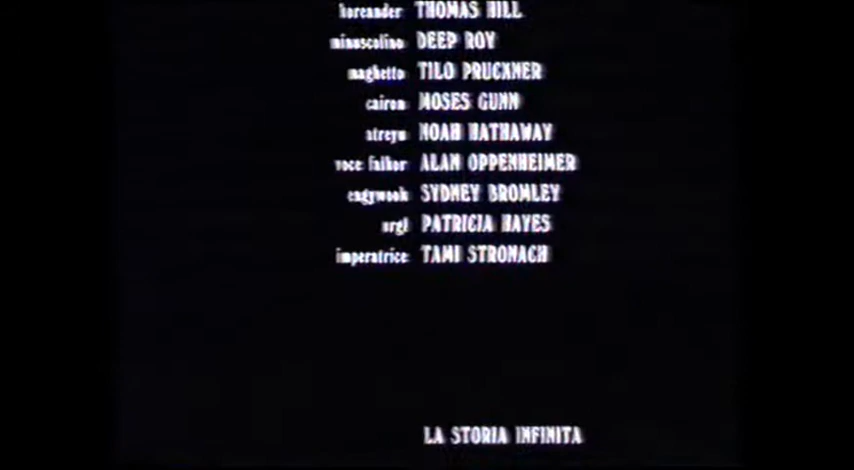 koreander THOMAS HILL
minuscolino DEEP ROY
maghetto TILO PRUCKNER
cairon MOSES GUNN
atreyu NOAH HATHAWAY
voce falkor ALAN OPPENHEIMER
engywook SYDNEY BROMLEY
urgl PATRICIA HAYES
imperatrice TAMI STRONACH
LA STORIA INFINITA